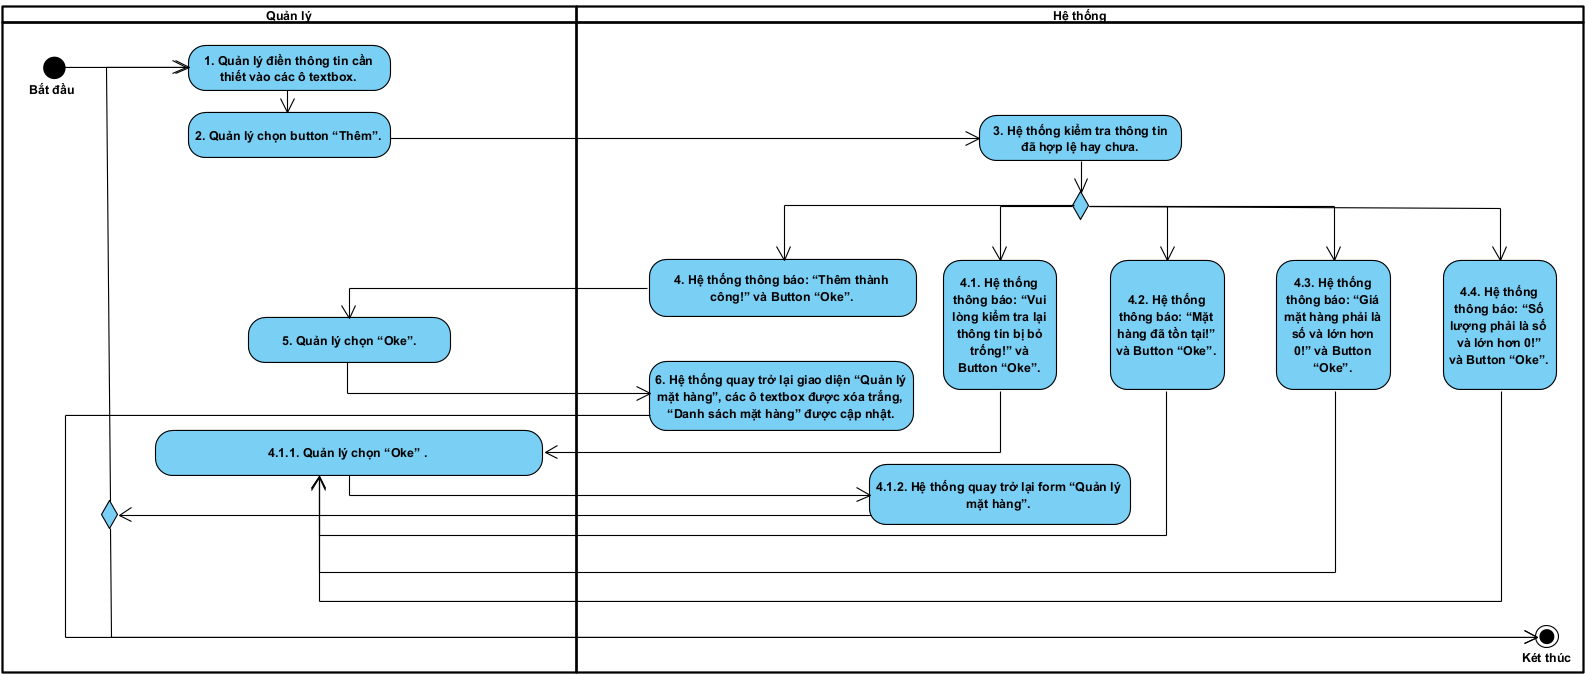 Quản lý
Hệ thống
Bắt đầu
1. Quản lý điền thông tin cần
thiết vào các ô textbox.
2. Quản lý chọn button “Thêm”.
3. Hệ thống kiểm tra thông tin
đã hợp lệ hay chưa.
4. Hệ thống thông báo: “Thêm thành
công!” và Button “Oke”.
4.1. Hệ thống
thông báo: “Vui
lòng kiểm tra lại
thông tin bị bỏ
trống!” và
Button “Oke”.
4.2. Hệ thống
thông báo: “Mặt
hàng đã tồn tại!”
và Button “Oke”.
4.3. Hệ thống
thông báo: “Giá
mặt hàng phải là
số và lớn hơn
0!” và Button
“Oke”.
4.4. Hệ thống
thông báo: “Số
lượng phải là số
và lớn hơn 0!”
và Button “Oke”.
5. Quản lý chọn “Oke”.
6. Hệ thống quay trở lại giao diện “Quản lý
mặt hàng”, các ô textbox được xóa trắng,
“Danh sách mặt hàng” được cập nhật.
4.1.1. Quản lý chọn “Oke” .
4.1.2. Hệ thống quay trở lại form “Quản lý
mặt hàng”.
Két thúc